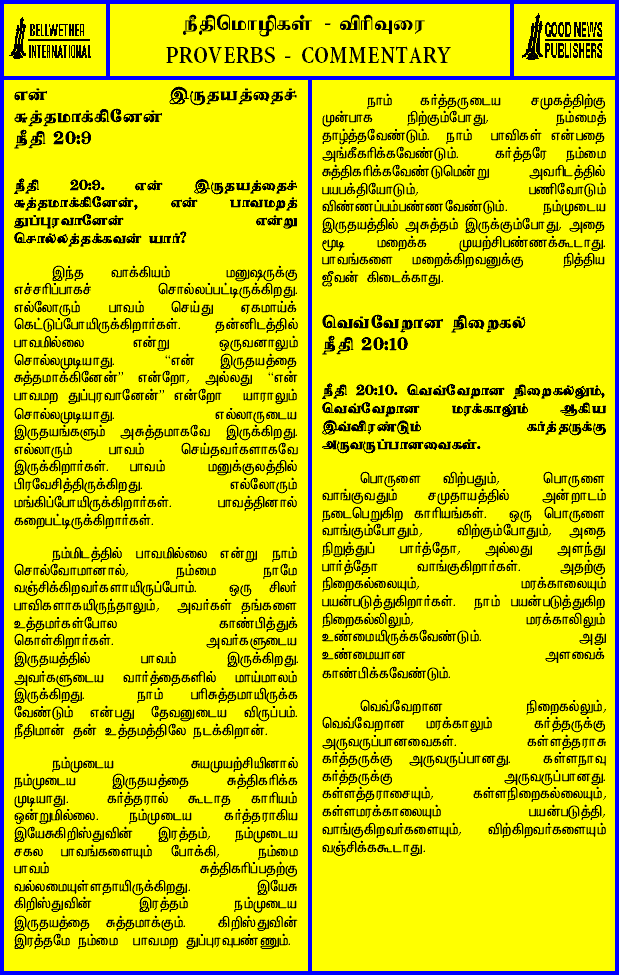 BELLWETHER
INTERNATIONAL
நீதிமொழிகள் - விரிவுரை
PROVERBS - COMMENTARY
GOOD NEWS
PUBLISHERS
என் இருதயத்தைச்
சுத்தமாக்கினேன்
நீதி 20:9
நீதி 20:9. என் இருதயத்தைச்
சுத்தமாக்கினேன், என் பாவமறத்
துப்புரவானேன் என்று
சொல்லத்தக்கவன் யார்?
இந்த வாக்கியம் மனுஷருக்கு
எச்சரிப்பாகச் சொல்லப்பட்டிருக்கிறது.
எல்லோரும் பாவம் செய்து ஏகமாய்க்
கெட்டுப்போயிருக்கிறார்கள். தன்னிடத்தில்
பாவமில்லை என்று ஒருவனாலும்
சொல்லமுடியாது. “என் இருதயத்தை
சுத்தமாக்கினேன்” என்றோ, அல்லது “என்
பாவமற துப்புரவானேன்” என்றோ யாராலும்
சொல்லமுடியாது. எல்லாருடைய
இருதயங்களும் அசுத்தமாகவே இருக்கிறது.
எல்லாரும் பாவம் செய்தவர்களாகவே
இருக்கிறார்கள். பாவம் மனுக்குலத்தில்
பிரவேசித்திருக்கிறது. எல்லோரும்
மங்கிப்போயிருக்கிறார்கள். பாவத்தினால்
கறைபட்டிருக்கிறார்கள்.
நம்மிடத்தில் பாவமில்லை என்று நாம்
சொல்வோமானால், நம்மை நாமே
வஞ்சிக்கிறவர்களாயிருப்போம். ஒரு சிலர்
பாவிகளாகயிருந்தாலும், அவர்கள் தங்களை
உத்தமர்கள்போல காண்பித்துக்
கொள்கிறார்கள். அவர்களுடைய
இருதயத்தில் பாவம் இருக்கிறது.
அவர்களுடைய வார்த்தைகளில் மாய்மாலம்
இருக்கிறது. நாம் பரிசுத்தமாயிருக்க
வேண்டும் என்பது தேவனுடைய விருப்பம்.
நீதிமான் தன் உத்தமத்திலே நடக்கிறான்.
நம்முடைய சுயமுயற்சியினால்
நம்முடைய இருதயத்தை சுத்திகரிக்க
முடியாது. கர்த்தரால் கூடாத காரியம்
ஒன்றுமில்லை. நம்முடைய கர்த்தராகிய
இயேசுகிறிஸ்துவின் இரத்தம், நம்முடைய
சகல பாவங்களையும் போக்கி, நம்மை
பாவம் சுத்திகரிப்பதற்கு
வல்லமையுள்ளதாயிருக்கிறது. இயேசு
கிறிஸ்துவின் இரத்தம் நம்முடைய
இருதயத்தை சுத்தமாக்கும். கிறிஸ்துவின்
இரத்தமே நம்மை பாவமற துப்புரவுபண்ணும்.
நாம் கர்த்தருடைய சமுகத்திற்கு
முன்பாக நிற்கும்போது, நம்மைத்
தாழ்த்தவேண்டும். நாம் பாவிகள் என்பதை
அங்கீகரிக்கவேண்டும். கர்த்தரே நம்மை
சுத்திகரிக்கவேண்டுமென்று அவரிடத்தில்
பயபக்தியோடும், பணிவோடும்
விண்ணப்பம்பண்ணவேண்டும். நம்முடைய
இருதயத்தில் அசுத்தம் இருக்கும்போது, அதை
மூடி மறைக்க முயற்சிபண்ணக்கூடாது.
பாவங்களை மறைக்கிறவனுக்கு நித்திய
ஜீவன் கிடைக்காது.
வெவ்வேறான நிறைகல்
நீதி 20:10
நீதி 20:10. வெவ்வேறான நிறைகல்லும்,
வெவ்வேறான மரக்காலும் ஆகிய
இவ்விரண்டும் கர்த்தருக்கு
அருவருப்பானவைகள்.
பொருளை விற்பதும், பொருளை
வாங்குவதும் சமுதாயத்தில் அன்றாடம்
நடைபெறுகிற காரியங்கள். ஒரு பொருளை
வாங்கும்போதும், விற்கும்போதும், அதை
நிறுத்துப் பார்த்தோ, அல்லது அளந்து
பார்த்தோ வாங்குகிறார்கள். அதற்கு
நிறைகல்லையும், மரக்காலையும்
பயன்படுத்துகிறார்கள். நாம் பயன்படுத்துகிற
நிறைகல்லிலும், மரக்காலிலும்
உண்மையிருக்கவேண்டும். அது
உண்மையான அளவைக்
காண்பிக்கவேண்டும்.
வெவ்வேறான நிறைகல்லும்,
வெவ்வேறான மரக்காலும் கர்த்தருக்கு
அருவருப்பானவைகள். கள்ளத்தராசு
கர்த்தருக்கு அருவருப்பானது. கள்ளநாவு
கர்த்தருக்கு அருவருப்பானது.
கள்ளத்தராசையும், கள்ளநிறைகல்லையும்,
கள்ளமரக்காலையும் பயன்படுத்தி,
வாங்குகிறவர்களையும், விற்கிறவர்களையும்
வஞ்சிக்ககூடாது.